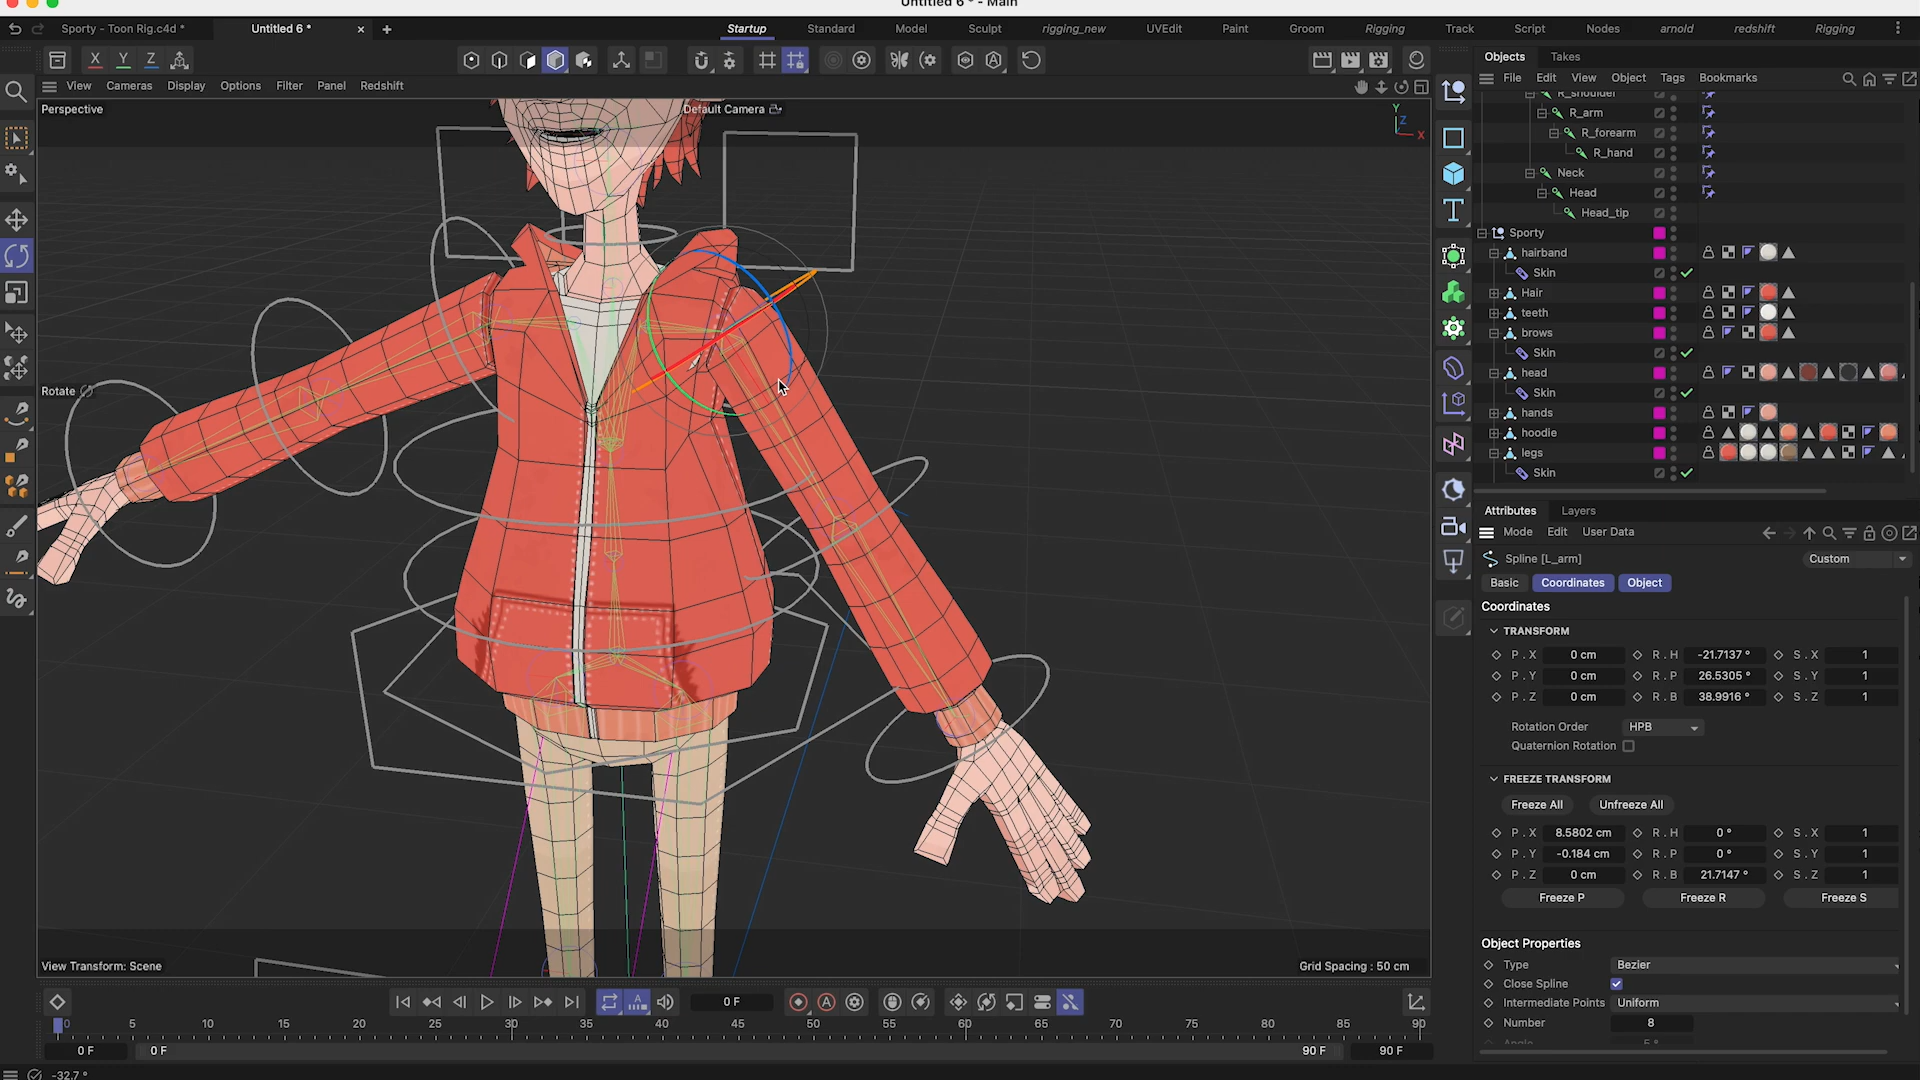 Untitled 6 * - Main
Sporty - Toon Rig.c4d *
Untitled 6 *
Startup
Standard
Model
Sculpt
rigging_new
UVEdit
Paint
Groom
Rigging
Track
Script
Nodes
arnold
redshift
Rigging
X Y Z
View Cameras Display Options Filter Panel Redshift
Perspective
Default Camera
Y
Z
X
Rotate
View Transform: Scene
Grid Spacing : 50 cm
Objects Takes
File Edit View Object Tags Bookmarks
R_shoulder
R_arm
R_forearm
R_hand
Neck
Head
Head_tip
Sporty
hairband
Skin
Hair
teeth
brows
Skin
head
Skin
hands
hoodie
legs
Skin
Attributes Layers
Mode Edit User Data
Spline [L_arm]
Custom
Basic Coordinates Object
Coordinates
TRANSFORM
P . X 0 cm R . H -21.7137 ° S . X 1
P . Y 0 cm R . P 26.5305 ° S . Y 1
P . Z 0 cm R . B 38.9916 ° S . Z 1
Rotation Order HPB
Quaternion Rotation
FREEZE TRANSFORM
Freeze All Unfreeze All
P . X 8.5802 cm R . H 0 ° S . X 1
P . Y -0.184 cm R . P 0 ° S . Y 1
P . Z 0 cm R . B 21.7147 ° S . Z 1
Freeze P Freeze R Freeze S
Object Properties
Type Bezier
Close Spline
Intermediate Points Uniform
Number 8
Angle 5 °
0 F
0 5 10 15 20 25 30 35 40 45 50 55 60 65 70 75 80 85 90
0 F 0 F 90 F 90 F
-32.7 °